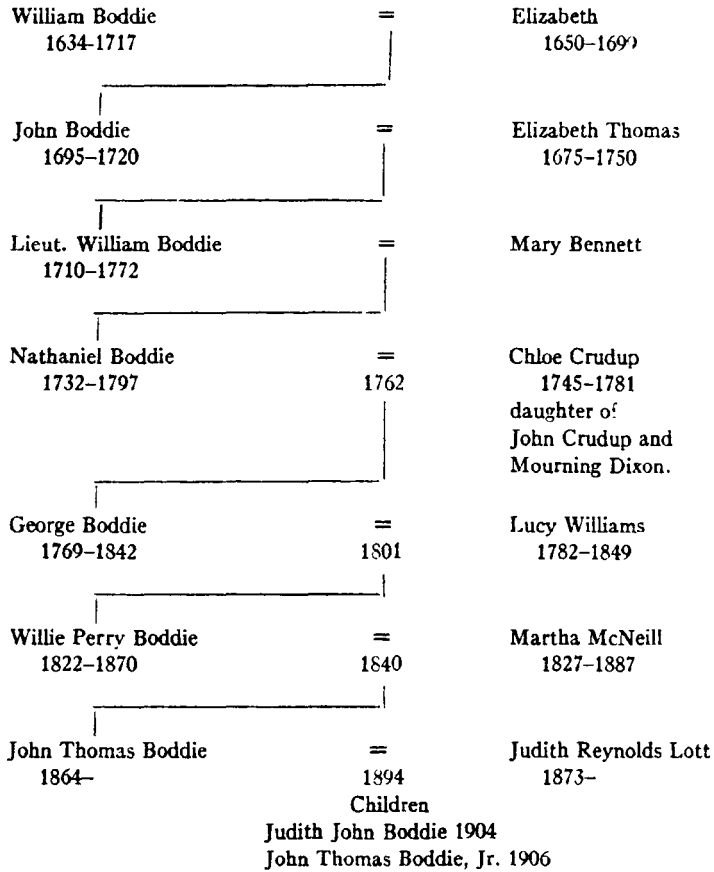 William Boddie = Elizabeth
1634-1717 1650-1699
John Boddie = Elizabeth Thomas
1695-1720 1675-1750
Lieut. William Boddie = Mary Bennett
1710-1772
Nathaniel Boddie = Chloe Crudup
1732-1797 1762 1745-1781
daughter of
John Crudup and
Mourning Dixon.
George Boddie = Lucy Williams
1769-1842 1801 1782-1849
Willie Perry Boddie = Martha McNeill
1822-1870 1840 1827-1887
John Thomas Boddie = Judith Reynolds Lott
1864- 1894 1873-
Children
Judith John Boddie 1904
John Thomas Boddie, Jr. 1906